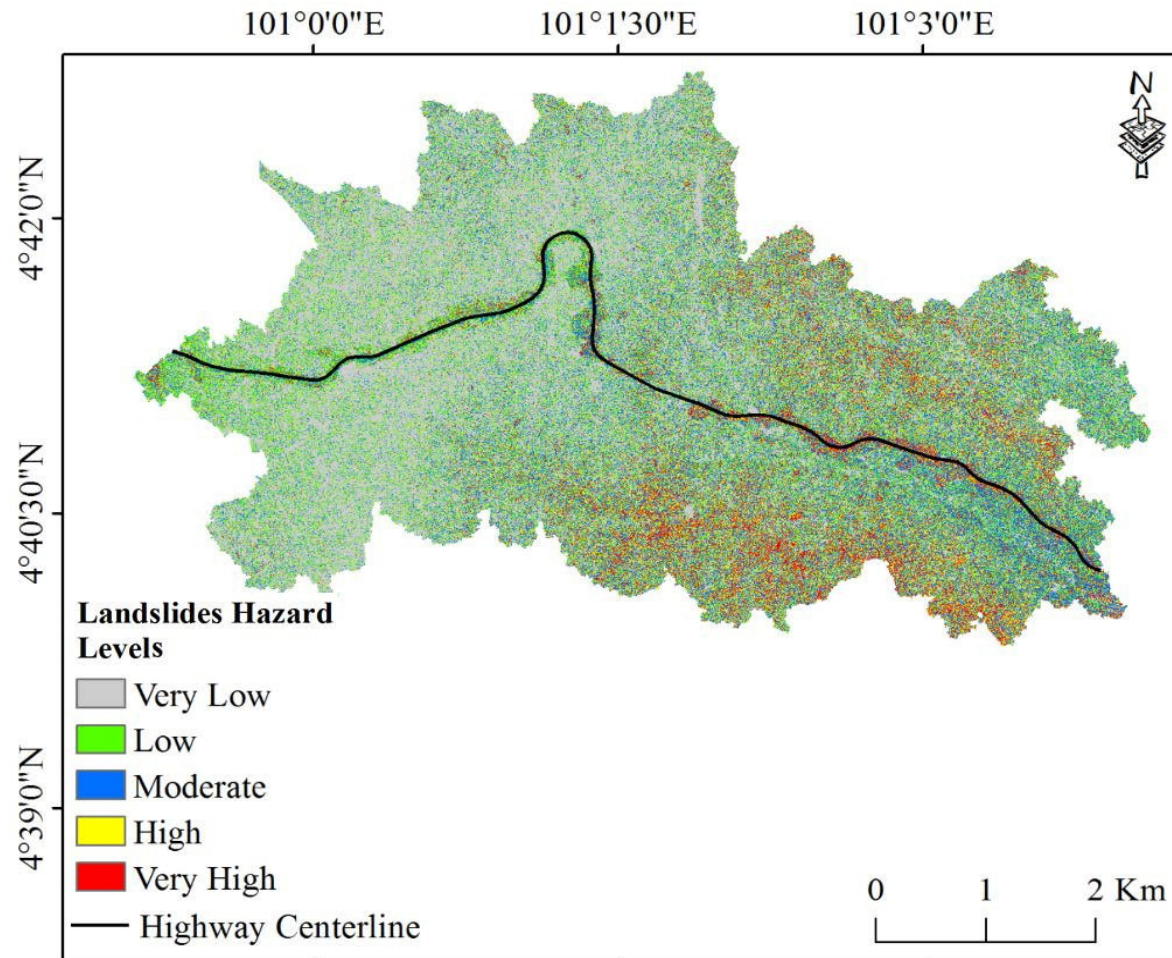 101°0'0"E 101°1'30"E 101°3'0"E
N
4°42'0"N
4°40'30"N
4°39'0"N
Landslides Hazard
Levels
Very Low
Low
Moderate
High
Very High
Highway Centerline
0 1 2 Km